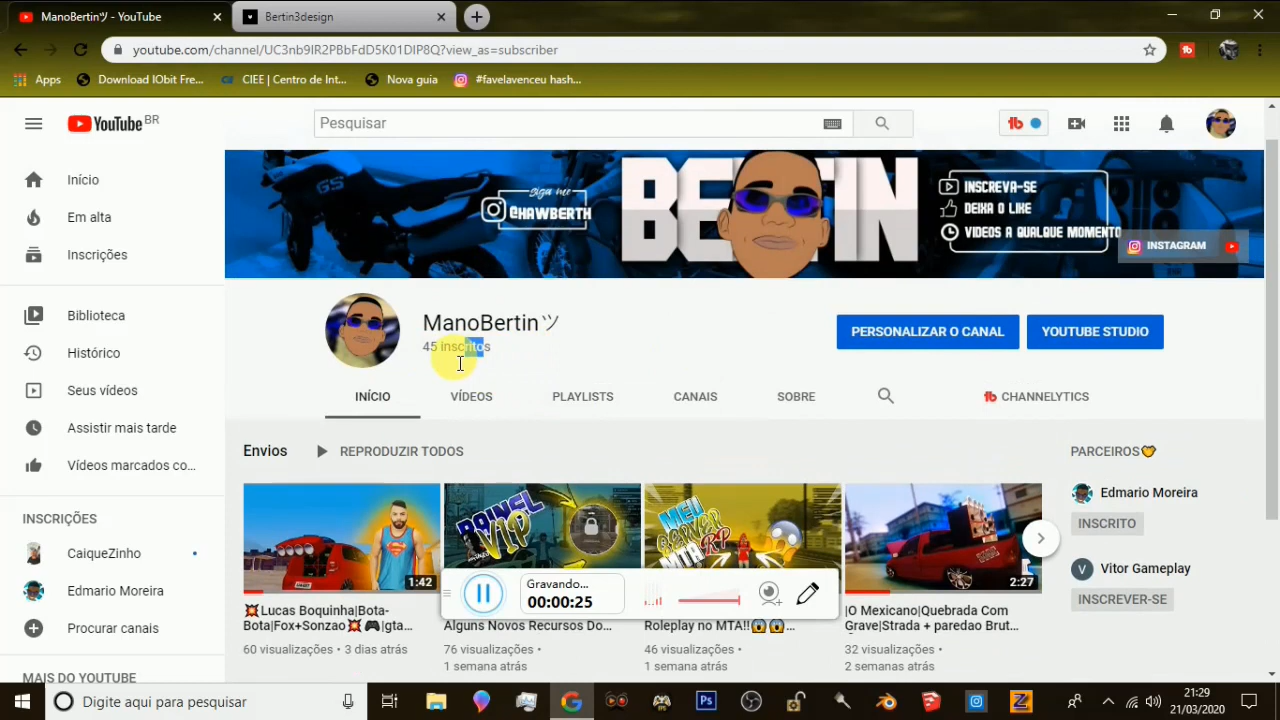 ManoBertinツ - YouTube
Bertin3design
youtube.com/channel/UC3nb9IR2PBbFdD5K01DIP8Q?view_as=subscriber
Apps
Download IObit Fre...
CIEE | Centro de Int...
Nova guia
#favelavenceu hash...
YouTube BR
Pesquisar
Início
Em alta
Inscrições
Biblioteca
Histórico
Seus vídeos
Assistir mais tarde
Vídeos marcados co...
INSCRIÇÕES
CaiqueZinho
Edmario Moreira
Procurar canais
MAIS DO YOUTUBE
GS
siga me
@HAWBERTH
BERTIN
INSCREVA-SE
DEIXA O LIKE
VIDEOS A QUALQUE MOMENTO
INSTAGRAM
ManoBertinツ
45 inscritos
PERSONALIZAR O CANAL
YOUTUBE STUDIO
INÍCIO
VÍDEOS
PLAYLISTS
CANAIS
SOBRE
CHANNELYTICS
Envios
REPRODUZIR TODOS
PAINEL VIP
MEU SERVER MTA RP
1:42
2:27
💥Lucas Boquinha|Bota-
Bota|Fox+Sonzao💥🎮|gta...
60 visualizações • 3 dias atrás
Alguns Novos Recursos Do...
76 visualizações •
1 semana atrás
Roleplay no MTA!!😱😱...
46 visualizações •
1 semana atrás
|O Mexicano|Quebrada Com
Grave|Strada + paredao Brut...
32 visualizações •
2 semanas atrás
PARCEIROS🤝
Edmario Moreira
INSCRITO
Vitor Gameplay
INSCREVER-SE
Gravando...
00:00:25
Digite aqui para pesquisar
Ps
21:29
21/03/2020